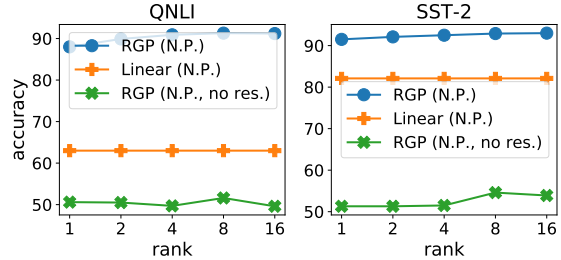 QNLI
accuracy
90
80
70
60
50
RGP (N.P.)
Linear (N.P.)
RGP (N.P., no res.)
1 2 4 8 16
rank
SST-2
90
80
70
60
50
RGP (N.P.)
Linear (N.P.)
RGP (N.P., no res.)
1 2 4 8 16
rank